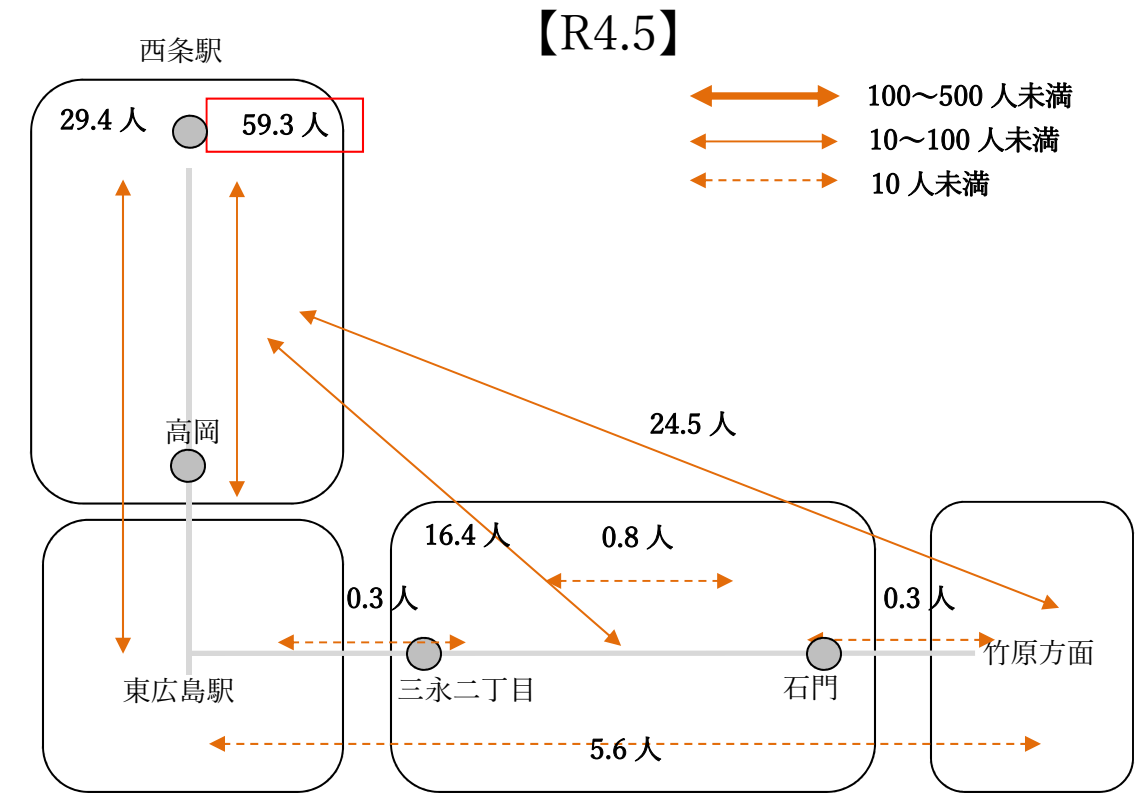 【R4.5】
西条駅
100～500 人未満
29.4 人
59.3 人
10～100 人未満
10 人未満
24.5 人
高岡
16.4 人
0.8 人
0.3 人
0.3 人
竹原方面
東広島駅
三永二丁目
石門
5.6 人